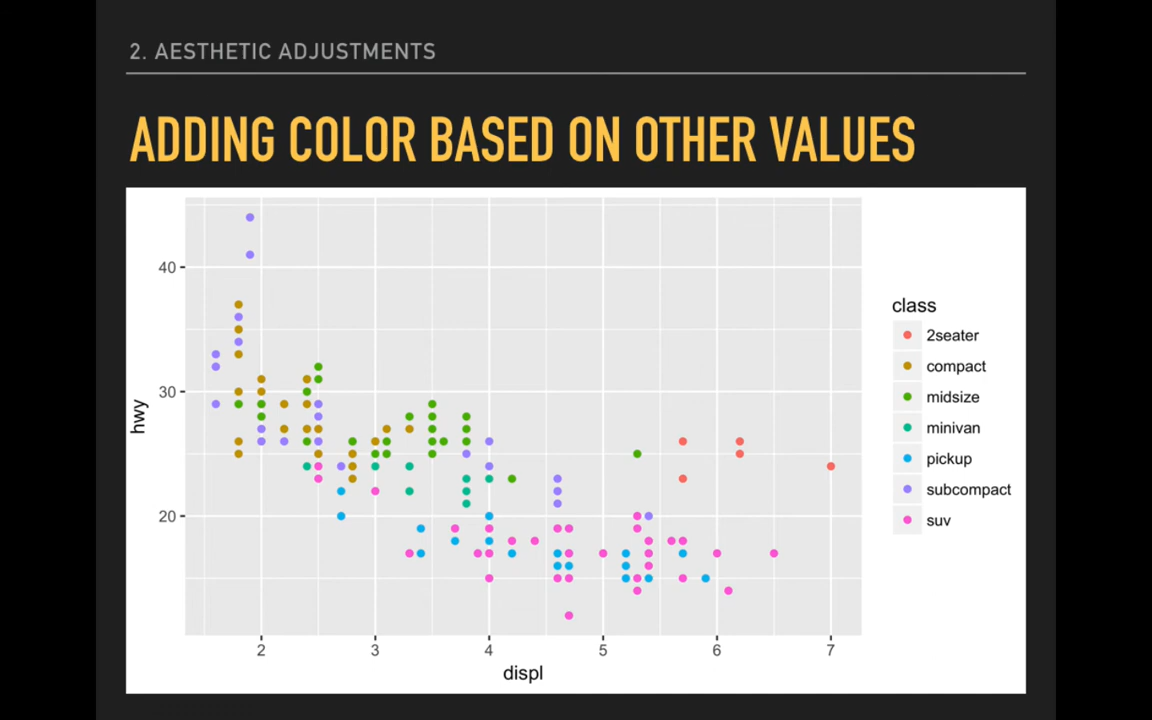 2. AESTHETIC ADJUSTMENTS
ADDING COLOR BASED ON OTHER VALUES
40
30
20
hwy
2 3 4 5 6 7
displ
class
2seater
compact
midsize
minivan
pickup
subcompact
suv